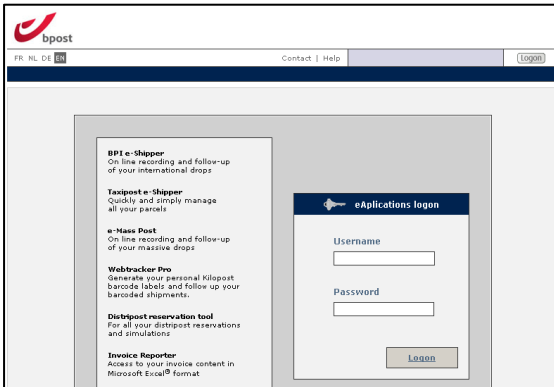 bpost
FR NL DE EN
Contact | Help
Logon
BPI e-Shipper
On line recording and follow-up
of your international drops
Taxipost e-Shipper
Quickly and simply manage
all your parcels
e-Mass Post
On line recording and follow-up
of your massive drops
Webtracker Pro
Generate your personal Kilopost
barcode labels and follow up your
barcoded shipments.
Distripost reservation tool
For all your distripost reservations
and simulations
Invoice Reporter
Access to your invoice content in
Microsoft Excel® format
eAplications logon
Username
Password
Logon